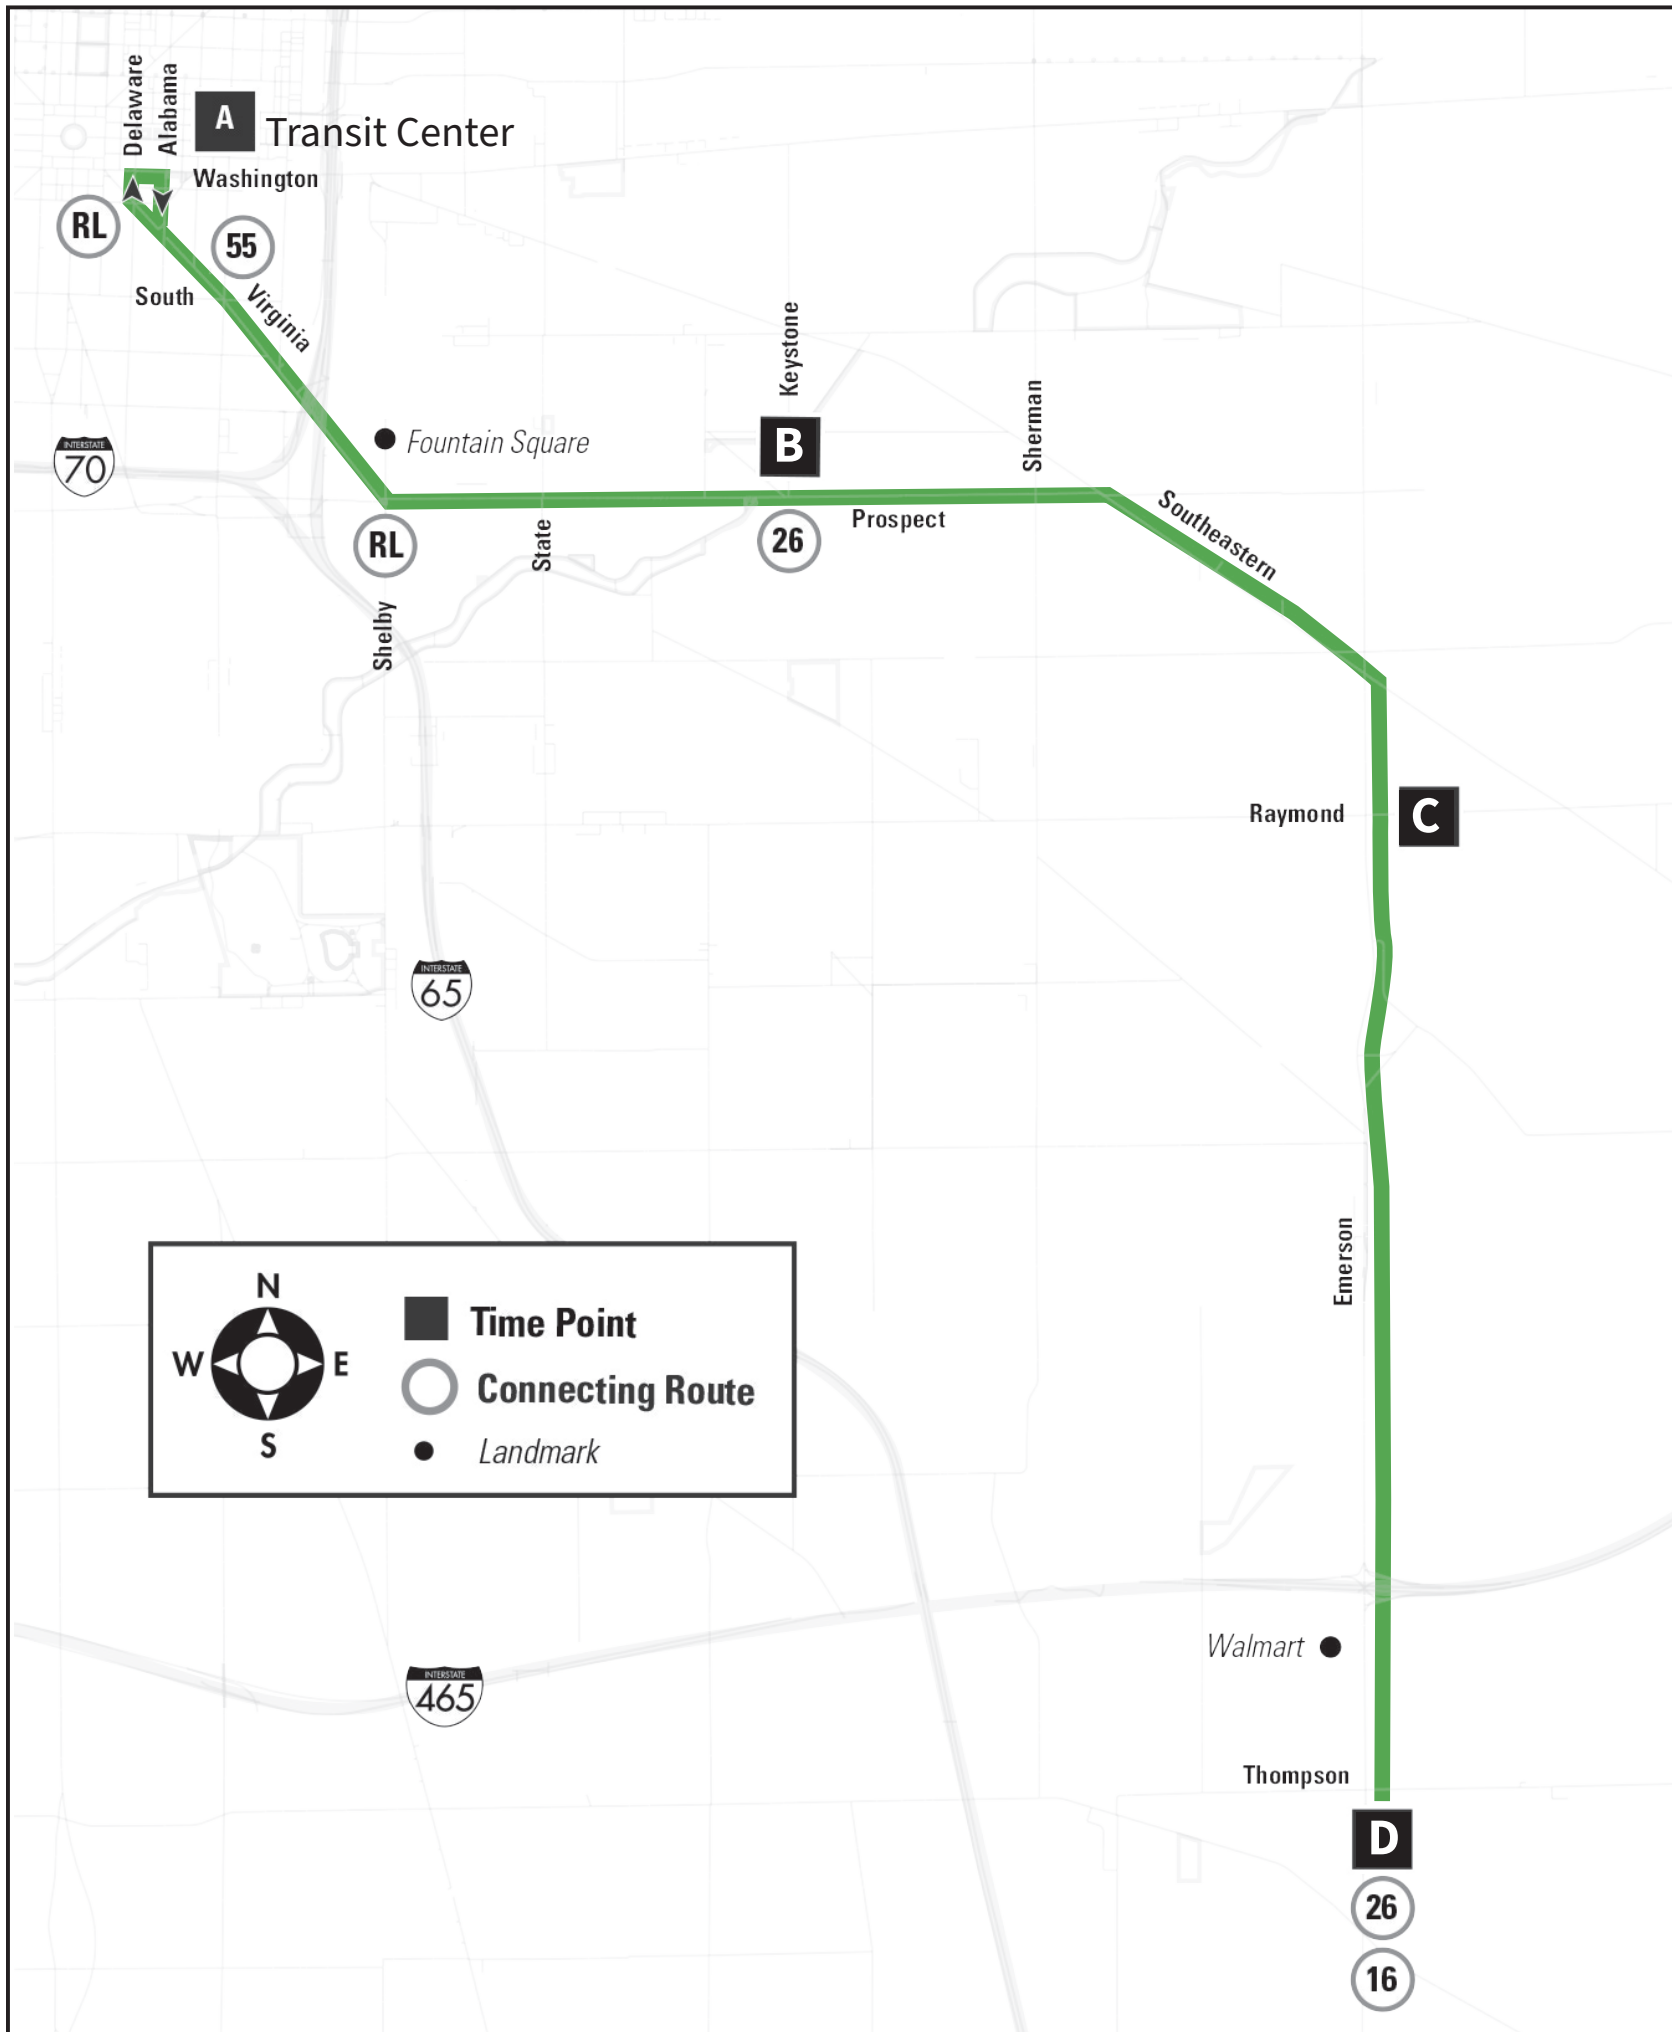 Delaware
Alabama
A
Transit Center
Washington
RL
55
South
Virginia
Keystone
Sherman
INTERSTATE
70
Fountain Square
B
RL
State
26
Prospect
Southeastern
Shelby
Raymond
C
INTERSTATE
65
Emerson
N
W
E
S
Time Point
Connecting Route
Landmark
Walmart
INTERSTATE
465
Thompson
D
26
16